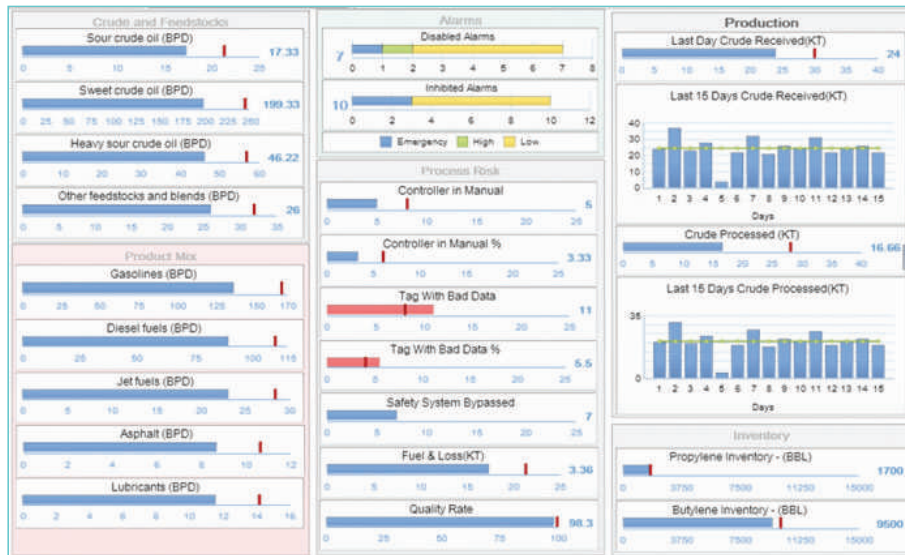 Crude and Feedstocks
Sour crude oil (BPD)
17.33
0 5 10 15 20 25
Sweet crude oil (BPD)
199.33
0 25 50 75 100 125 150 175 200 225 260
Heavy sour crude oil (BPD)
46.22
0 10 20 30 40 50 60
Other feedstocks and blends (BPD)
26
0 5 10 15 20 25 30 35
Product Mix
Gasolines (BPD)
0 25 50 75 100 125 150 170
Diesel fuels (BPD)
0 25 50 75 100 115
Jet fuels (BPD)
0 5 10 15 20 25 30
Asphalt (BPD)
0 2 4 6 8 10 12
Lubricants (BPD)
0 2 4 6 8 10 12 14 16
Alarms
Disabled Alarms
7
0 1 2 3 4 5 6 7 8
Inhibited Alarms
10
0 2 4 6 8 10 12
Emergency High Low
Process Risk
Controller in Manual
5
0 5 10 15 20 25
Controller in Manual %
3.33
0 5 10 15 20 25
Tag With Bad Data
11
0 5 10 15 20 25
Tag With Bad Data %
5.5
0 5 10 15 20 25
Safety System Bypassed
7
0 5 10 15 20 25
Fuel & Loss(KT)
3.36
0 5 10 15 20 25
Quality Rate
98.3
0 25 50 75 100
Production
Last Day Crude Received(KT)
24
0 5 10 15 20 25 30 35 40
Last 15 Days Crude Received(KT)
40
30
20
10
0
1 2 3 4 5 6 7 8 9 10 11 12 13 14 15
Days
Crude Processed (KT)
16.66
0 5 10 15 20 25 30 40
Last 15 Days Crude Processed(KT)
35
0
1 2 3 4 5 6 7 8 9 10 11 12 13 14 15
Days
Inventory
Propylene Inventory - (BBL)
1700
0 3750 7500 11250 15000
Butylene Inventory - (BBL)
9500
0 3750 7500 11250 15000